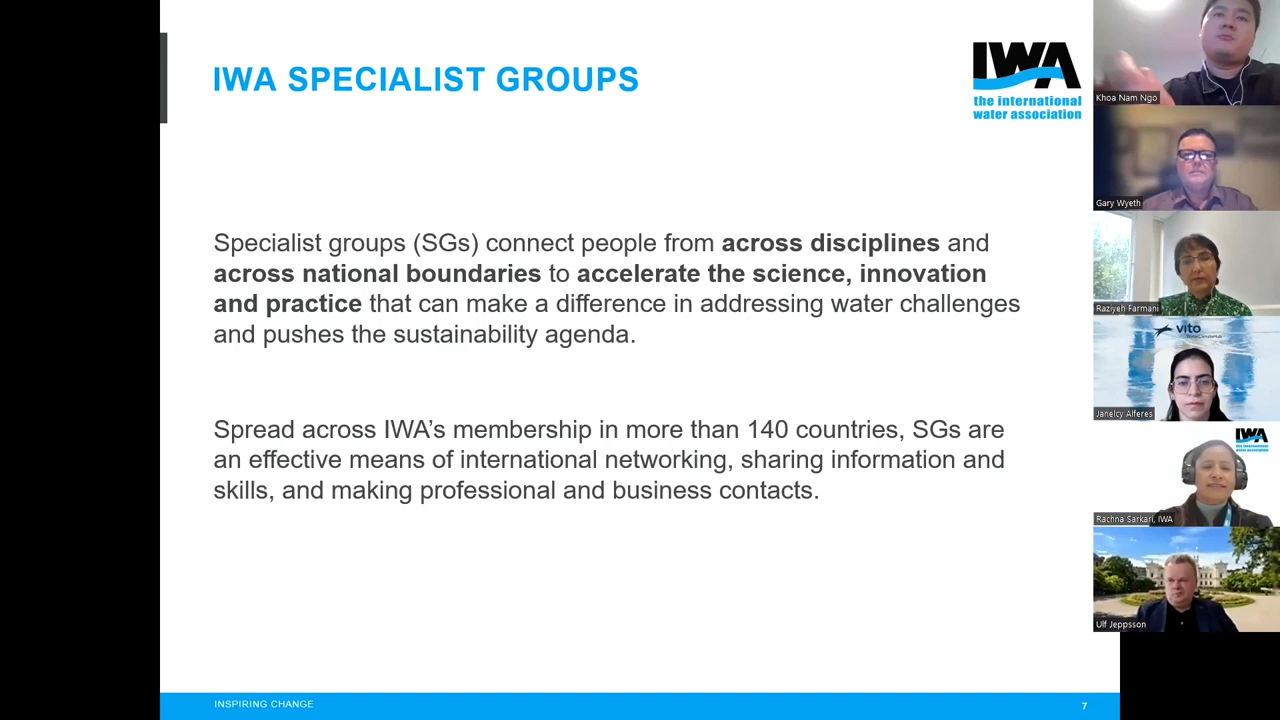 IWA SPECIALIST GROUPS
IWA
the international
water association
Specialist groups (SGs) connect people from across disciplines and
across national boundaries to accelerate the science, innovation
and practice that can make a difference in addressing water challenges
and pushes the sustainability agenda.
Spread across IWA’s membership in more than 140 countries, SGs are
an effective means of international networking, sharing information and
skills, and making professional and business contacts.
INSPIRING CHANGE
7
Khoa Nam Ngo
Gary Wyeth
Raziyeh Farmani
vito
Janelcy Alferes
IWA
the international
water association
Rachna Sarkari, IWA
Ulf Jeppsson